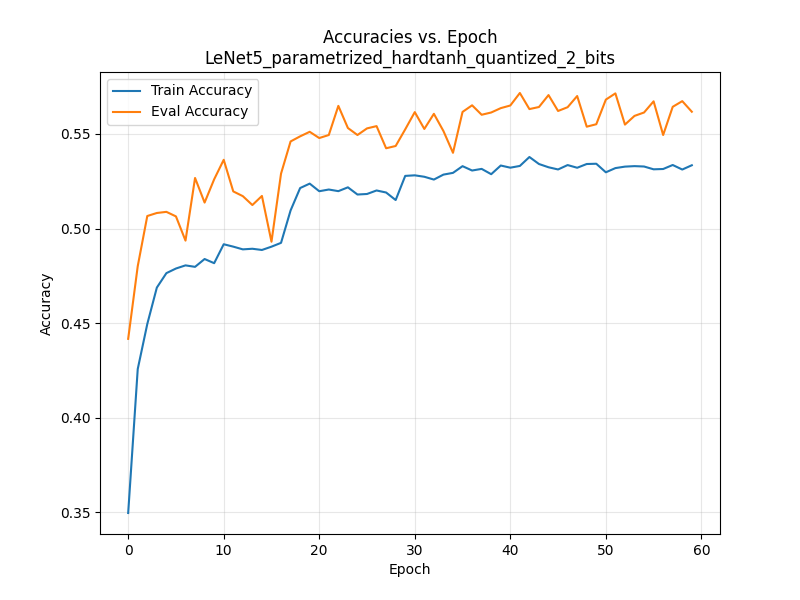 Accuracies vs. Epoch
LeNet5_parametrized_hardtanh_quantized_2_bits
Train Accuracy
Eval Accuracy
Accuracy
0.55
0.50
0.45
0.40
0.35
0 10 20 30 40 50 60
Epoch